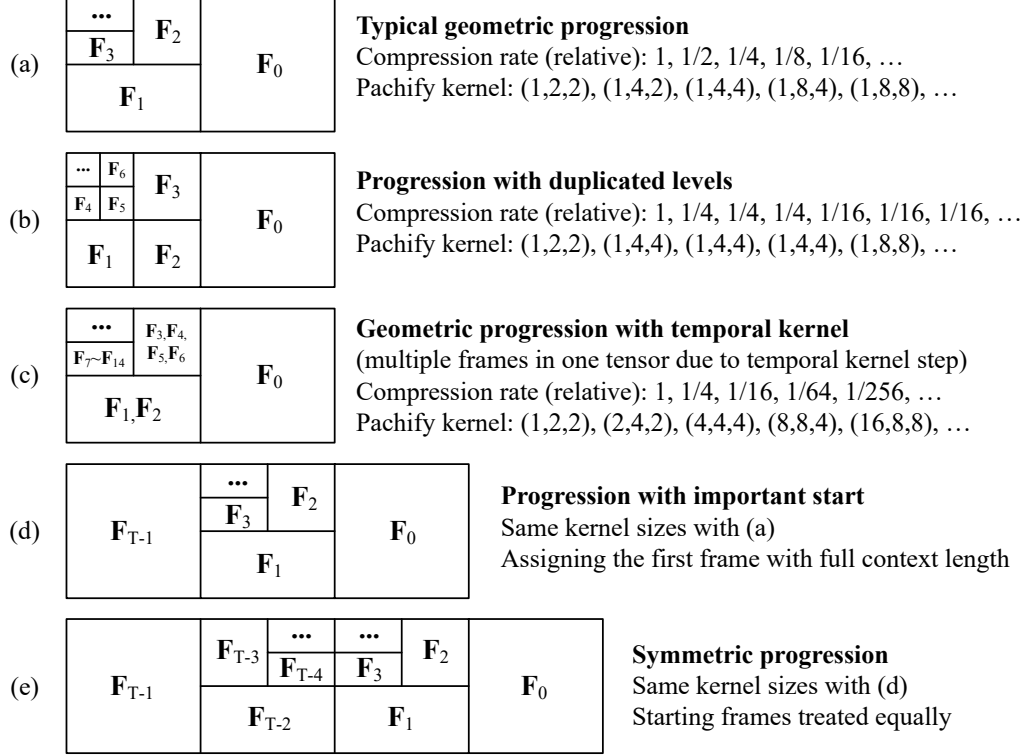 (a)
...
F3
F2
F1
F0
Typical geometric progression
Compression rate (relative): 1, 1/2, 1/4, 1/8, 1/16, …
Pachify kernel: (1,2,2), (1,4,2), (1,4,4), (1,8,4), (1,8,8), …
(b)
...
F6
F4
F5
F3
F1
F2
F0
Progression with duplicated levels
Compression rate (relative): 1, 1/4, 1/4, 1/4, 1/16, 1/16, 1/16, …
Pachify kernel: (1,2,2), (1,4,4), (1,4,4), (1,4,4), (1,8,8), …
(c)
...
F7~F14
F3,F4,
F5,F6
F1,F2
F0
Geometric progression with temporal kernel
(multiple frames in one tensor due to temporal kernel step)
Compression rate (relative): 1, 1/4, 1/16, 1/64, 1/256, …
Pachify kernel: (1,2,2), (2,4,2), (4,4,4), (8,8,4), (16,8,8), …
(d)
FT-1
...
F3
F2
F1
F0
Progression with important start
Same kernel sizes with (a)
Assigning the first frame with full context length
(e)
FT-1
FT-3
...
FT-4
...
F3
F2
FT-2
F1
F0
Symmetric progression
Same kernel sizes with (d)
Starting frames treated equally